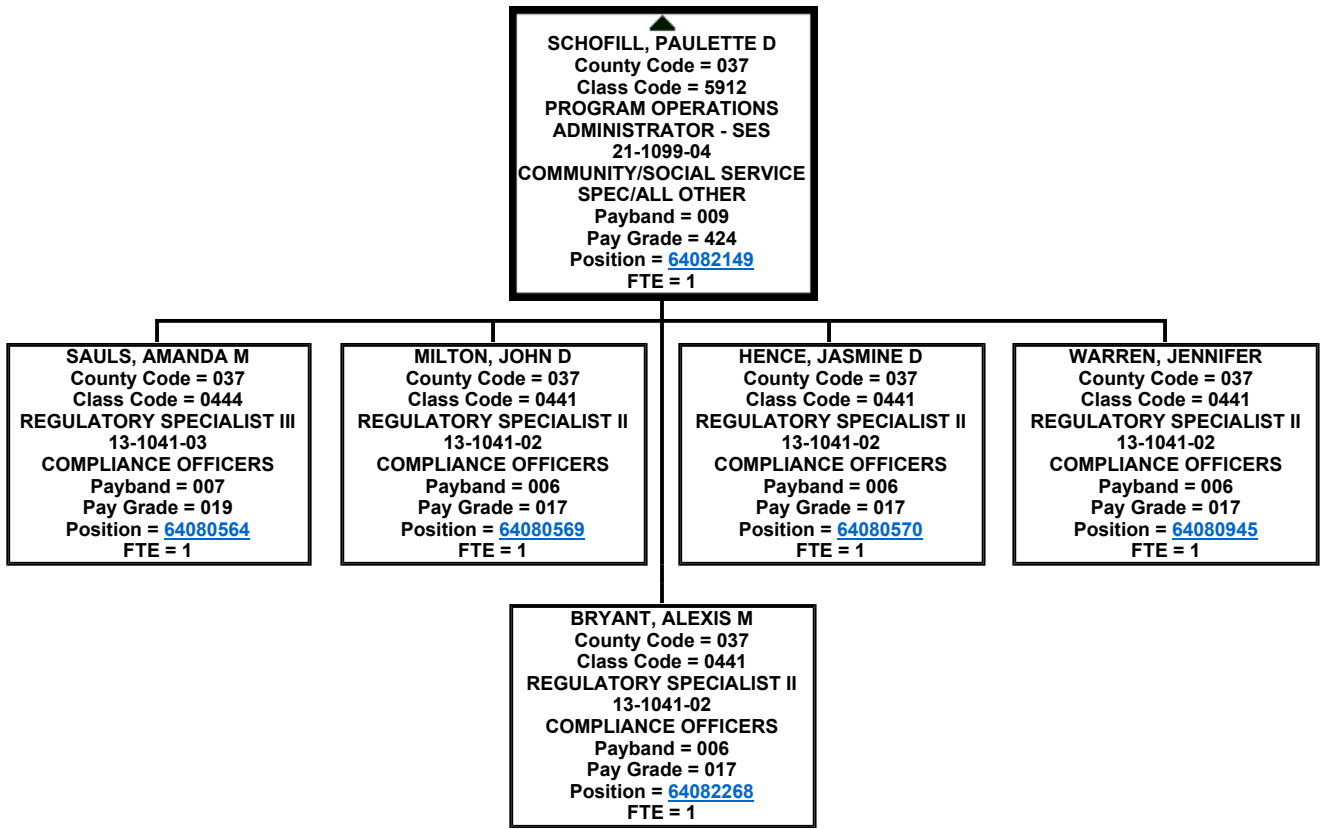 SCHOFILL, PAULETTE D
County Code = 037
Class Code = 5912
PROGRAM OPERATIONS
ADMINISTRATOR - SES
21-1099-04
COMMUNITY/SOCIAL SERVICE
SPEC/ALL OTHER
Payband = 009
Pay Grade = 424
Position = 64082149
FTE = 1
SAULS, AMANDA M
County Code = 037
Class Code = 0444
REGULATORY SPECIALIST III
13-1041-03
COMPLIANCE OFFICERS
Payband = 007
Pay Grade = 019
Position = 64080564
FTE = 1
MILTON, JOHN D
County Code = 037
Class Code = 0441
REGULATORY SPECIALIST II
13-1041-02
COMPLIANCE OFFICERS
Payband = 006
Pay Grade = 017
Position = 64080569
FTE = 1
HENCE, JASMINE D
County Code = 037
Class Code = 0441
REGULATORY SPECIALIST II
13-1041-02
COMPLIANCE OFFICERS
Payband = 006
Pay Grade = 017
Position = 64080570
FTE = 1
WARREN, JENNIFER
County Code = 037
Class Code = 0441
REGULATORY SPECIALIST II
13-1041-02
COMPLIANCE OFFICERS
Payband = 006
Pay Grade = 017
Position = 64080945
FTE = 1
BRYANT, ALEXIS M
County Code = 037
Class Code = 0441
REGULATORY SPECIALIST II
13-1041-02
COMPLIANCE OFFICERS
Payband = 006
Pay Grade = 017
Position = 64082268
FTE = 1